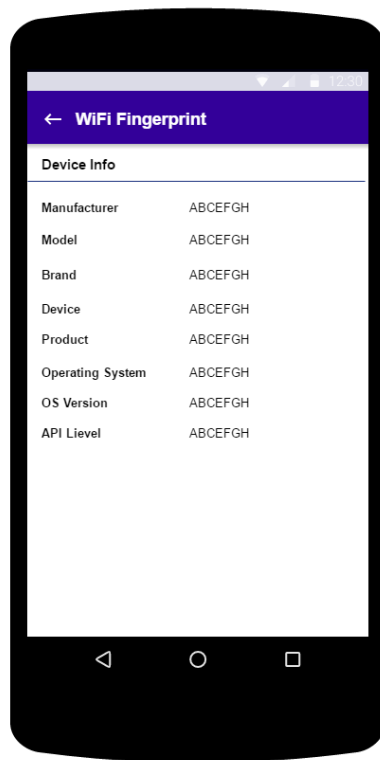 12:30
WiFi Fingerprint
Device Info
Manufacturer ABCEFGH
Model ABCEFGH
Brand ABCEFGH
Device ABCEFGH
Product ABCEFGH
Operating System ABCEFGH
OS Version ABCEFGH
API Lievel ABCEFGH